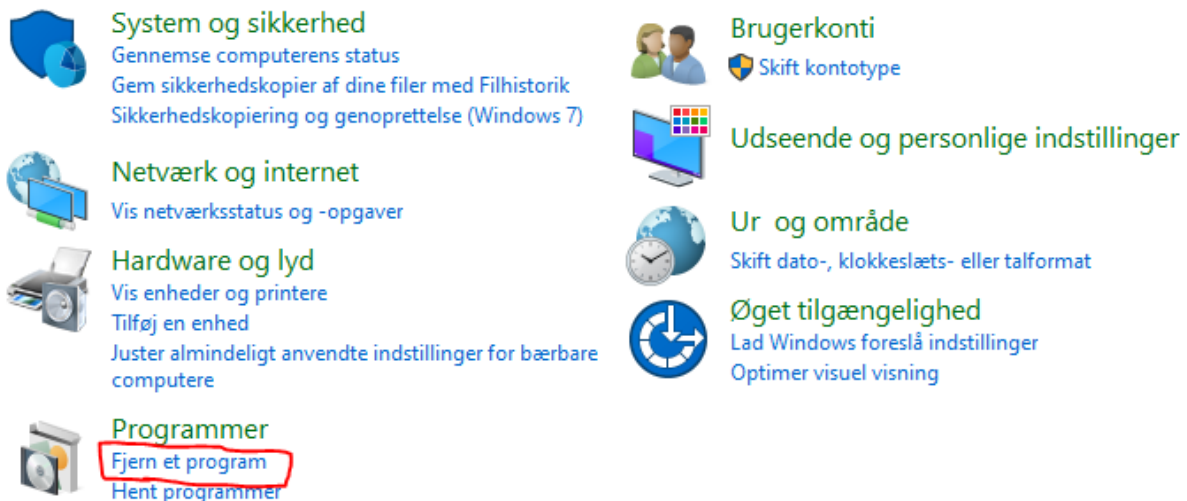 System og sikkerhed
Gennemse computerens status
Gem sikkerhedskopier af dine filer med Filhistorik
Sikkerhedskopiering og genoprettelse (Windows 7)
Netværk og internet
Vis netværksstatus og -opgaver
Hardware og lyd
Vis enheder og printere
Tilføj en enhed
Juster almindeligt anvendte indstillinger for bærbare
computere
Programmer
Fjern et program
Hent programmer
Brugerkonti
Skift kontotype
Udseende og personlige indstillinger
Ur og område
Skift dato-, klokkeslæts- eller talformat
Øget tilgængelighed
Lad Windows foreslå indstillinger
Optimer visuel visning